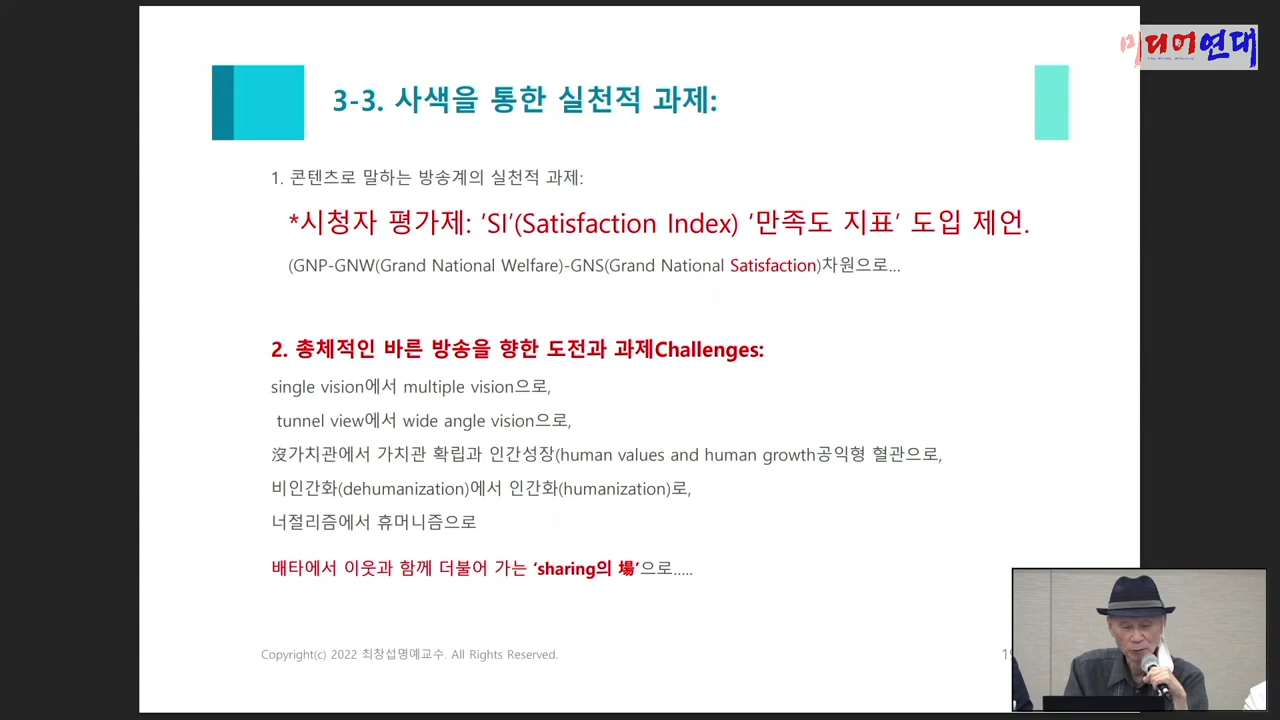 미디어연대
3-3. 사색을 통한 실천적 과제:
1. 콘텐츠로 말하는 방송계의 실천적 과제:
*시청자 평가제: ‘SI’(Satisfaction Index) ‘만족도 지표’ 도입 제언.
(GNP-GNW(Grand National Welfare)-GNS(Grand National Satisfaction)차원으로...
2. 총체적인 바른 방송을 향한 도전과 과제Challenges:
single vision에서 multiple vision으로,
tunnel view에서 wide angle vision으로,
沒가치관에서 가치관 확립과 인간성장(human values and human growth공익형 혈관으로,
비인간화(dehumanization)에서 인간화(humanization)로,
너절리즘에서 휴머니즘으로
배타에서 이웃과 함께 더불어 가는 ‘sharing의 場’으로.....
Copyright(c) 2022 최창섭명예교수. All Rights Reserved.